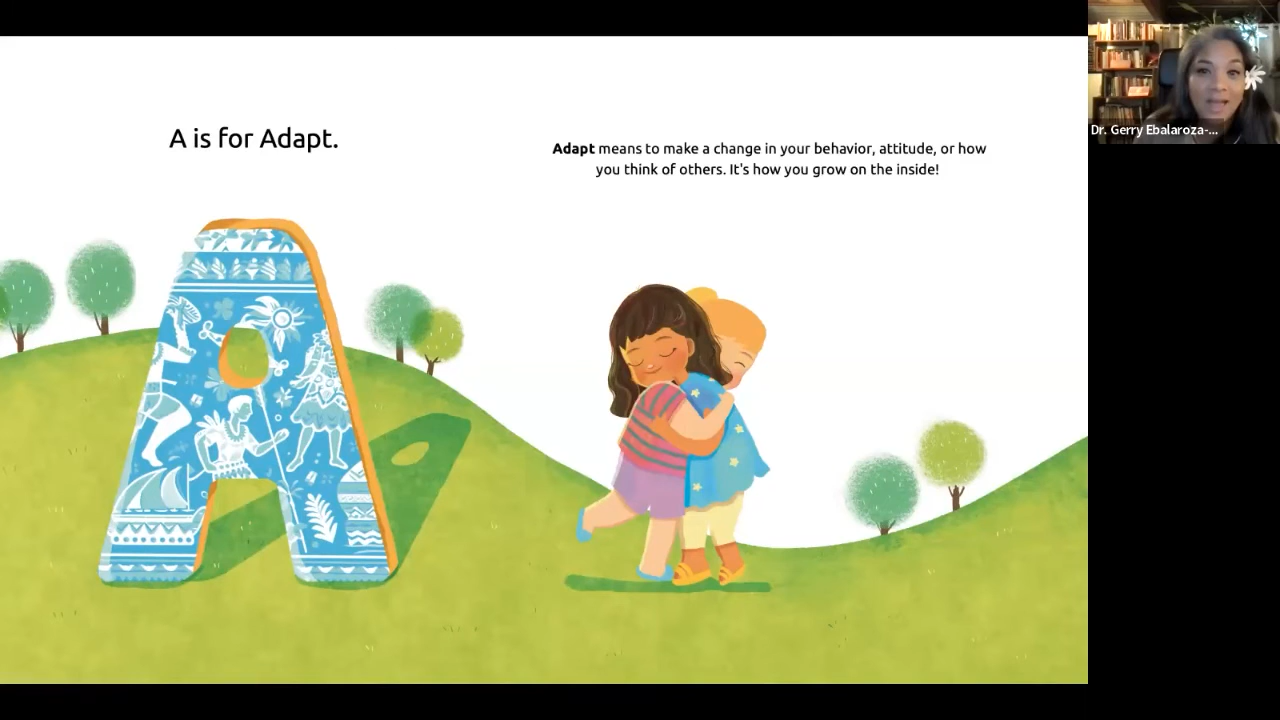 A is for Adapt.
Adapt means to make a change in your behavior, attitude, or how
you think of others. It's how you grow on the inside!
Dr. Gerry Ebalaroza-...